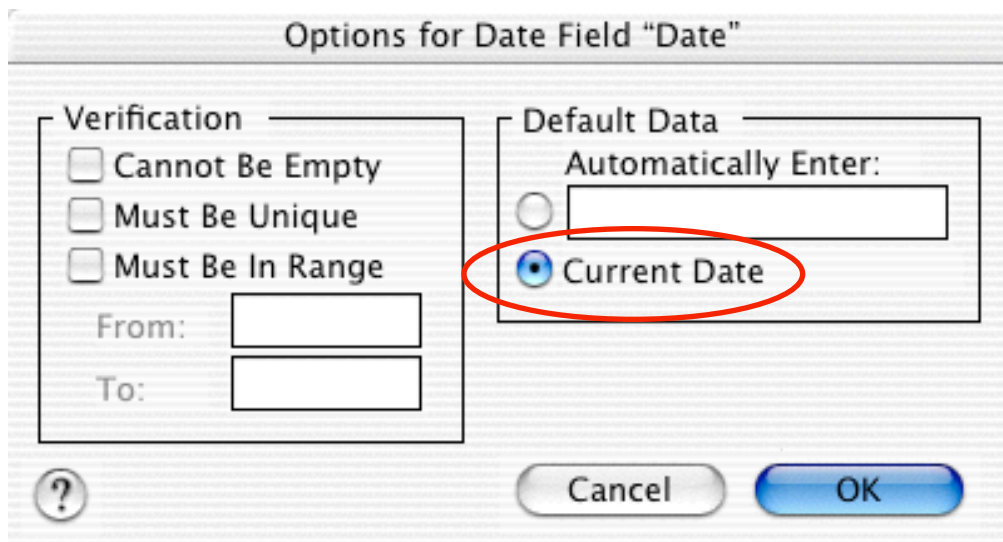 Options for Date Field “Date”
Verification
Cannot Be Empty
Must Be Unique
Must Be In Range
From:
To:
Default Data
Automatically Enter:
Current Date
?
Cancel
OK